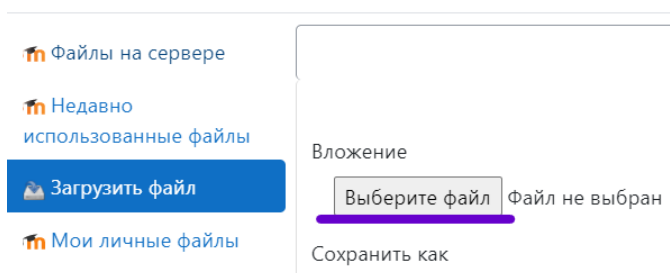 Файлы на сервере
Недавно
использованные файлы
Загрузить файл
Мои личные файлы
Вложение
Выберите файл Файл не выбран
Сохранить как